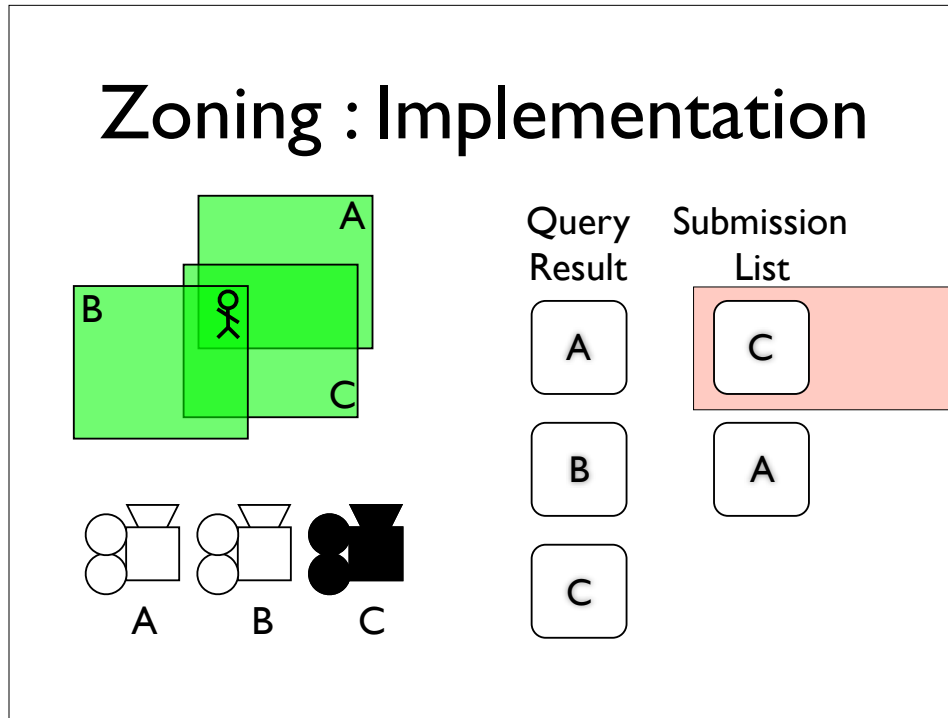 Zoning : Implementation
A
B
C
A
B
C
Query
Result
A
B
C
Submission
List
C
A